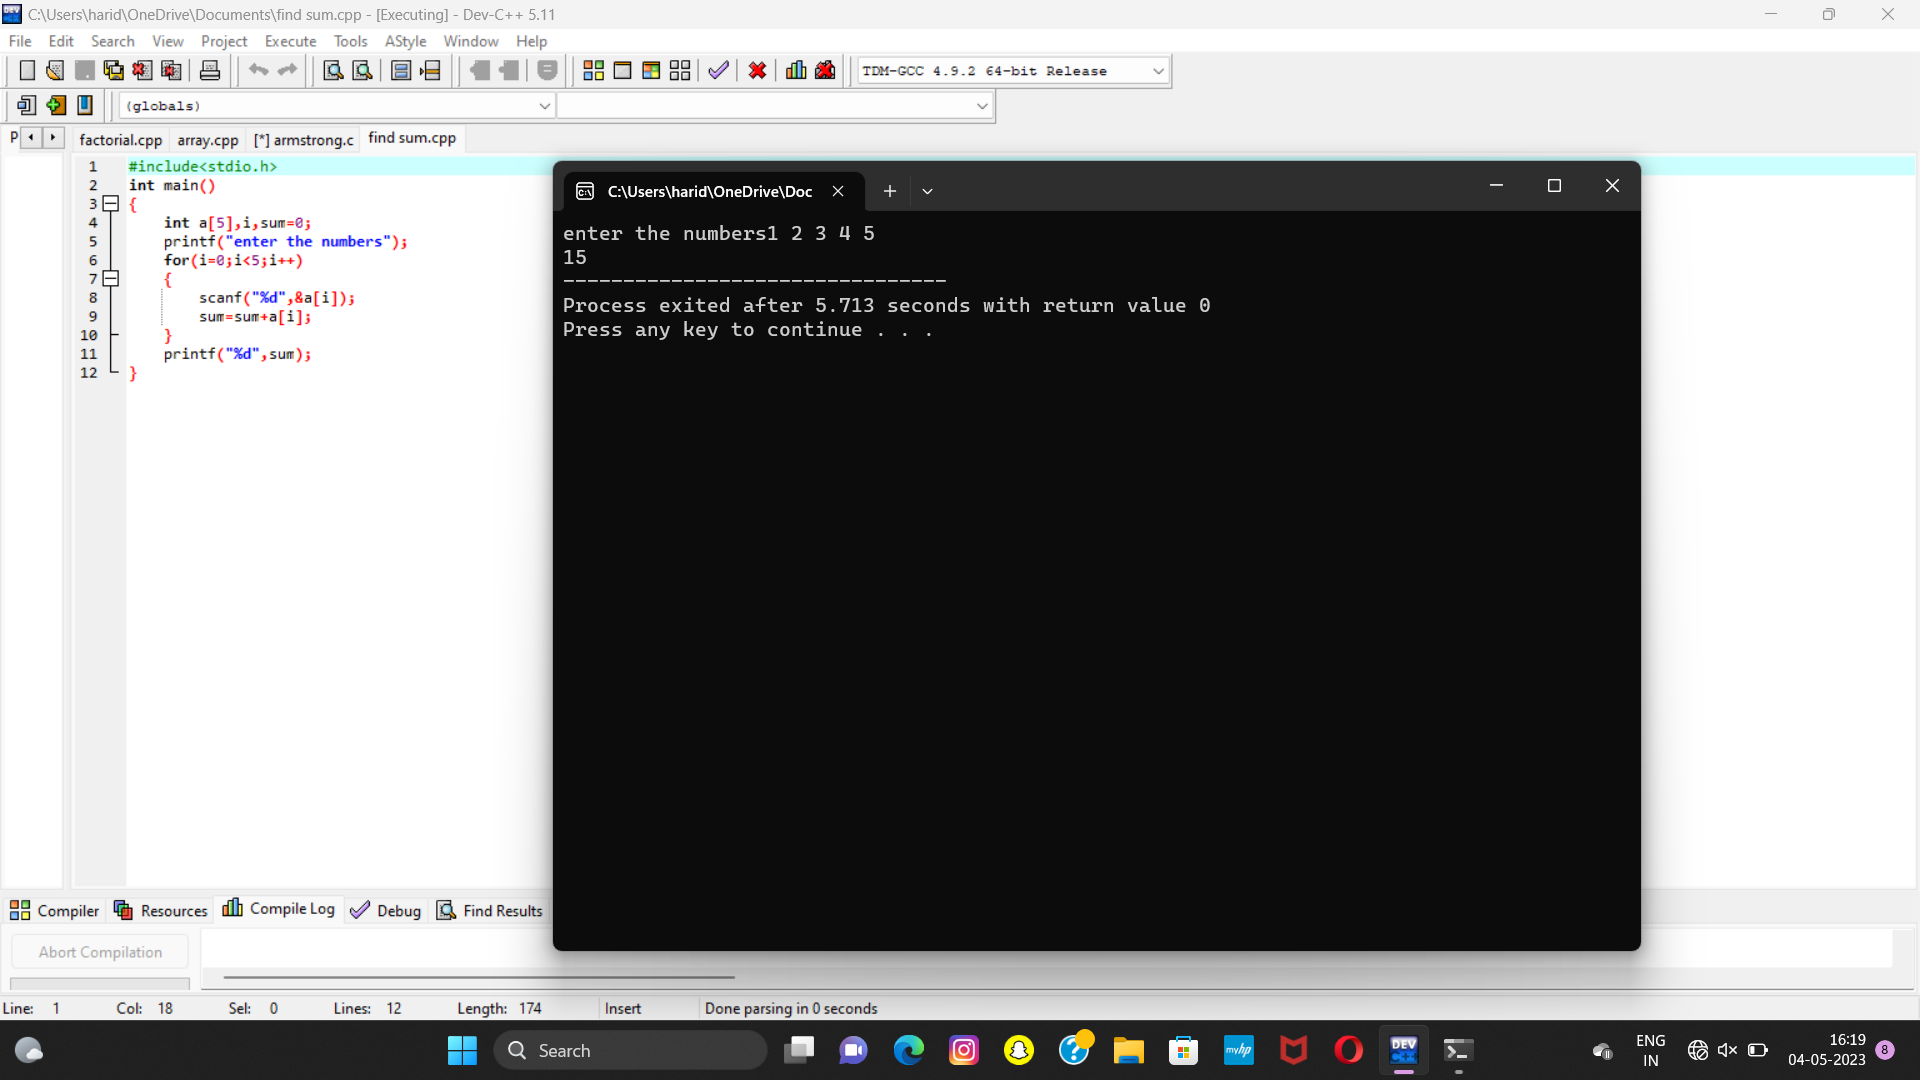 C:\Users\harid\OneDrive\Documents\find sum.cpp - [Executing] - Dev-C++ 5.11
File Edit Search View Project Execute Tools AStyle Window Help
TDM-GCC 4.9.2 64-bit Release
(globals)
P factorial.cpp array.cpp [*] armstrong.c find sum.cpp
1 #include<stdio.h>
2 int main()
3 {
4 int a[5],i,sum=0;
5 printf("enter the numbers");
6 for(i=0;i<5;i++)
7 {
8 scanf("%d",&a[i]);
9 sum=sum+a[i];
10 }
11 printf("%d",sum);
12 }
C:\Users\harid\OneDrive\Doc
enter the numbers1 2 3 4 5
15
--------------------------------
Process exited after 5.713 seconds with return value 0
Press any key to continue . . .
Compiler Resources Compile Log Debug Find Results
Abort Compilation
Line: 1 Col: 18 Sel: 0 Lines: 12 Length: 174 Insert Done parsing in 0 seconds
Search
myhp
DEV
C++
ENG
IN
16:19
04-05-2023
8